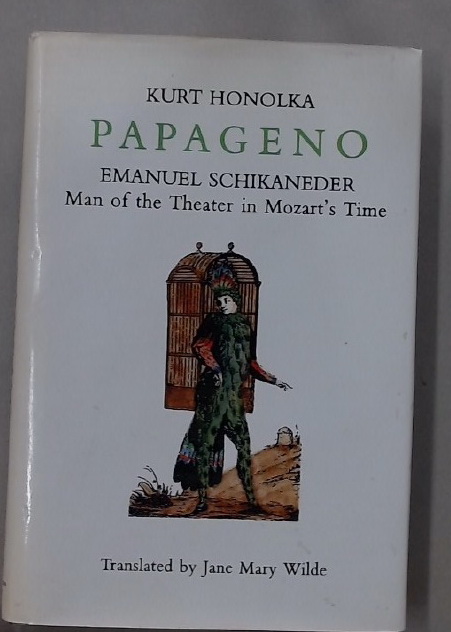 KURT HONOLKA
PAPAGENO
EMANUEL SCHIKANEDER
Man of the Theater in Mozart's Time
Translated by Jane Mary Wilde